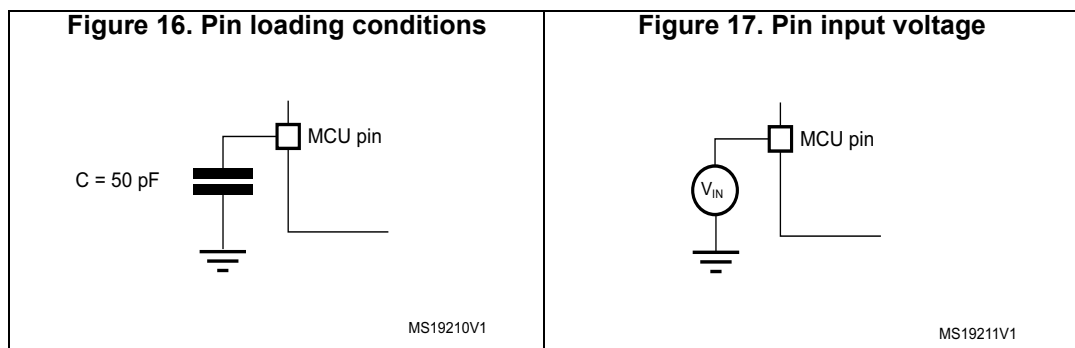 Figure 16. Pin loading conditions
MCU pin
C = 50 pF
MS19210V1
Figure 17. Pin input voltage
MCU pin
VIN
MS19211V1